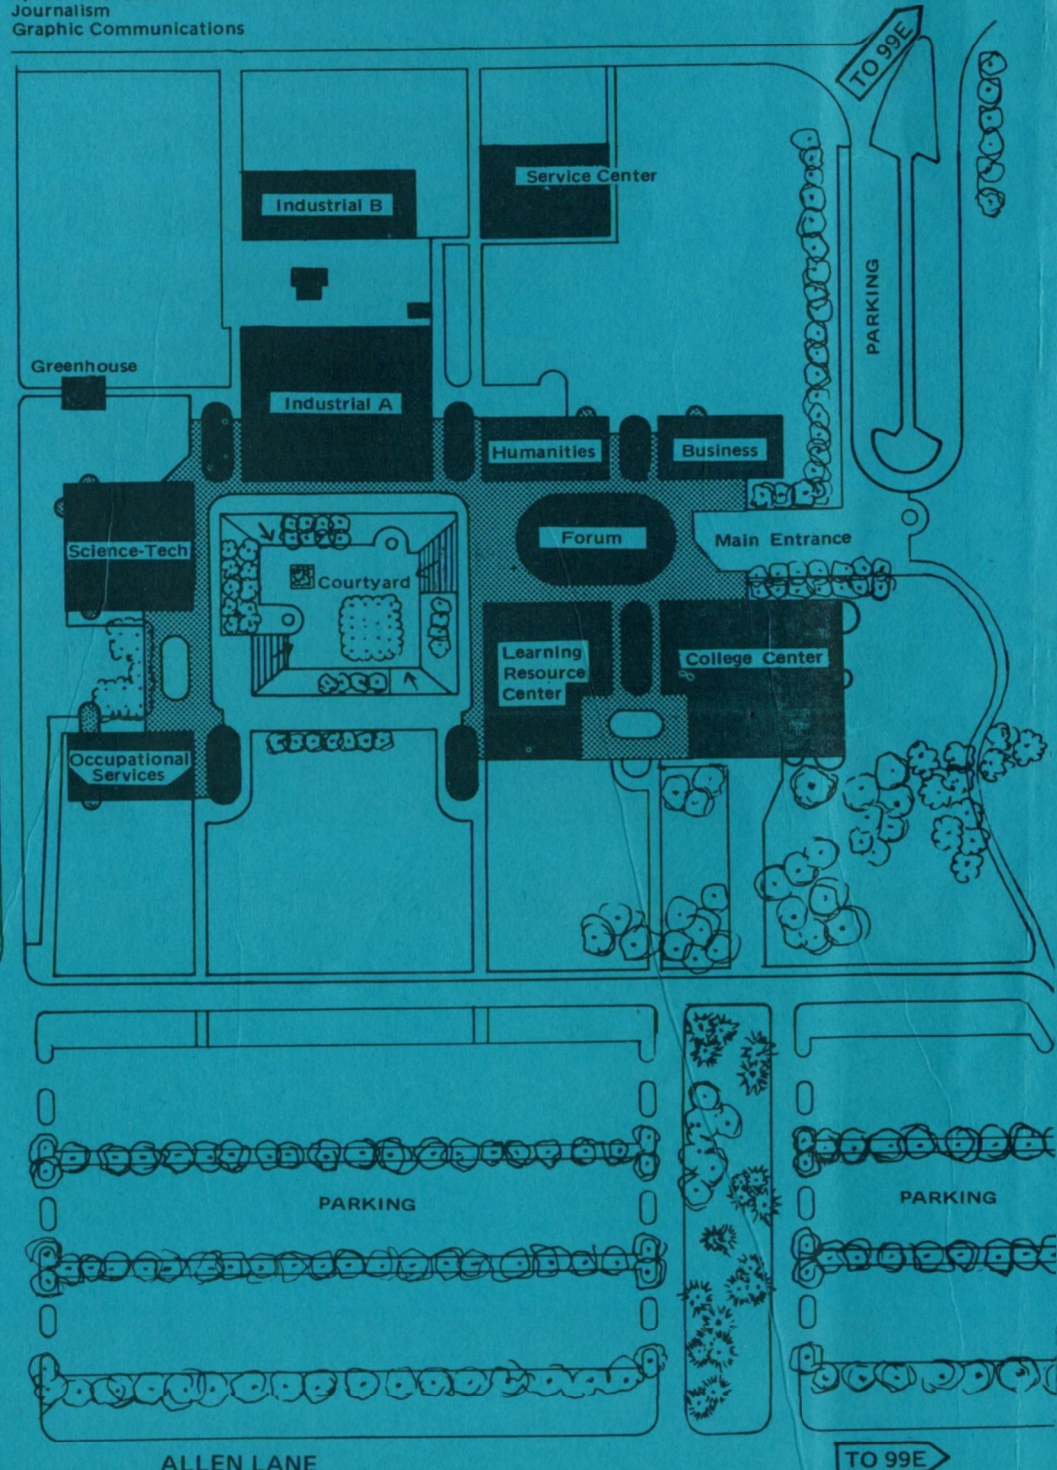 Journalism
Graphic Communications
TO 99E
Service Center
Industrial B
PARKING
Greenhouse
Industrial A
Humanities
Business
Forum
Main Entrance
Science-Tech
Courtyard
Learning
Resource
Center
College Center
Occupational
Services
PARKING
PARKING
ALLEN LANE
TO 99E